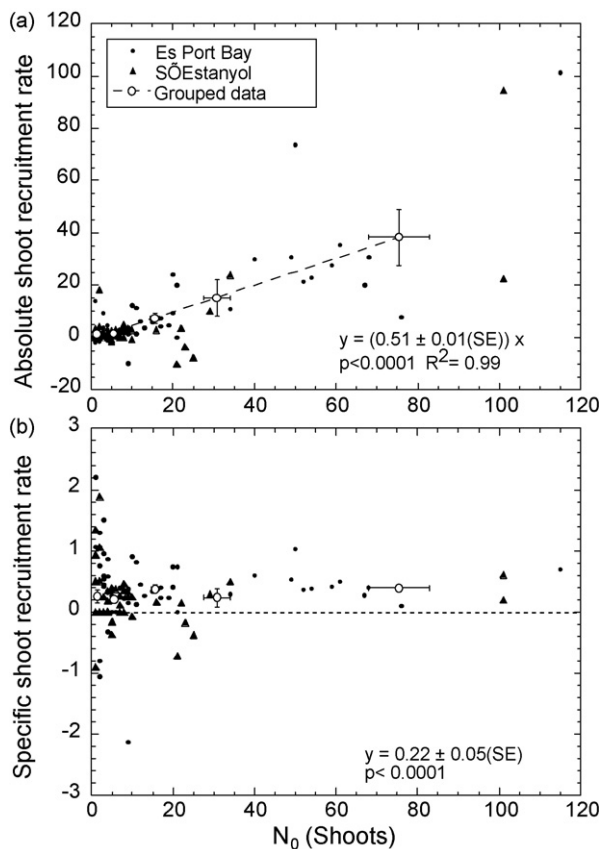 (a)
Es Port Bay
SÕEstanyol
Grouped data
Absolute shoot recruitment rate
120
100
80
60
40
20
0
-20
y = (0.51 ± 0.01(SE)) x
p<0.0001 R²= 0.99
0 20 40 60 80 100 120
(b)
Specific shoot recruitment rate
3
2
1
0
-1
-2
-3
y = 0.22 ± 0.05(SE)
p< 0.0001
0 20 40 60 80 100 120
N₀ (Shoots)